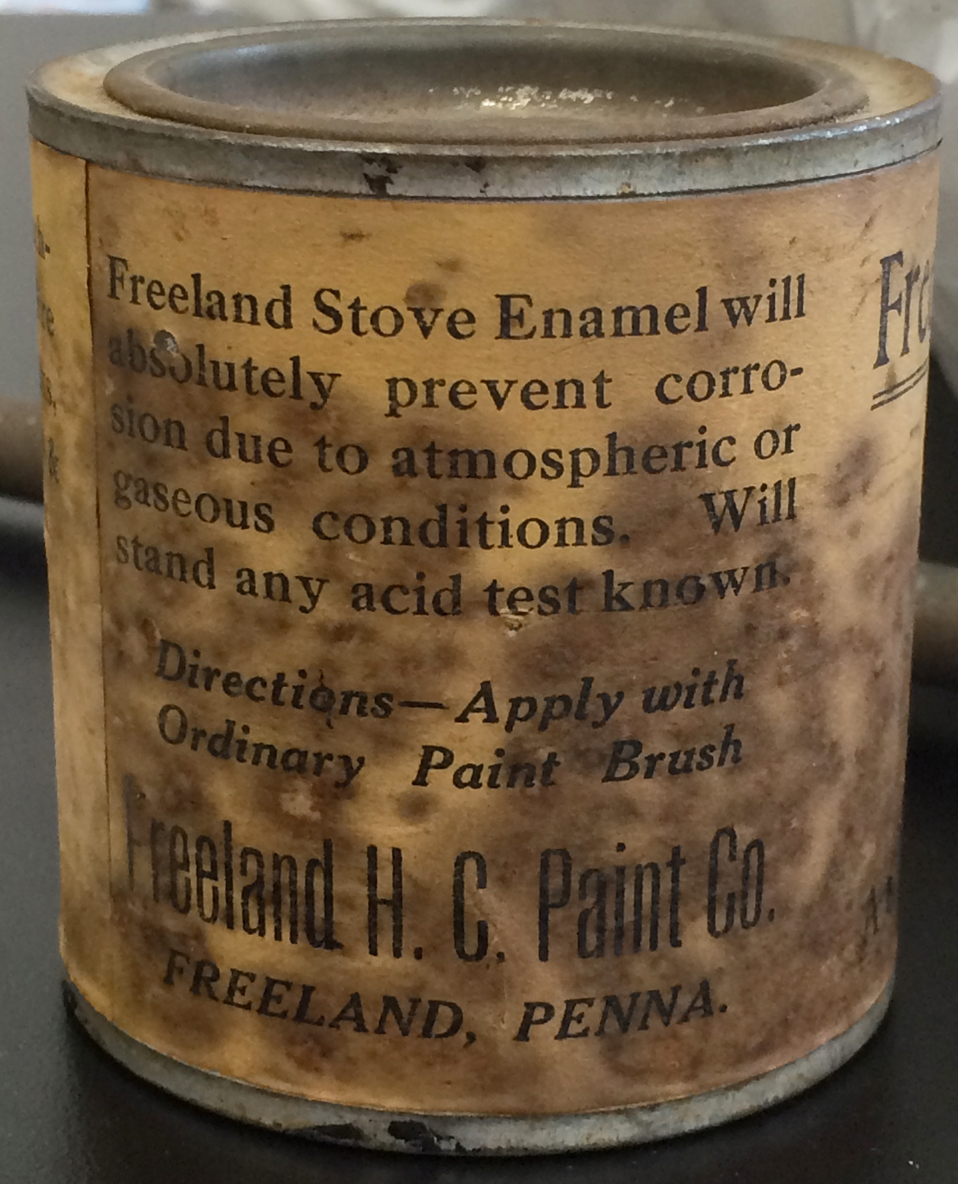 Freeland Stove Enamel will
absolutely prevent corro-
sion due to atmospheric or
gaseous conditions. Will
stand any acid test known.
Directions—Apply with
Ordinary Paint Brush
Freeland H. C. Paint Co.
FREELAND, PENNA.